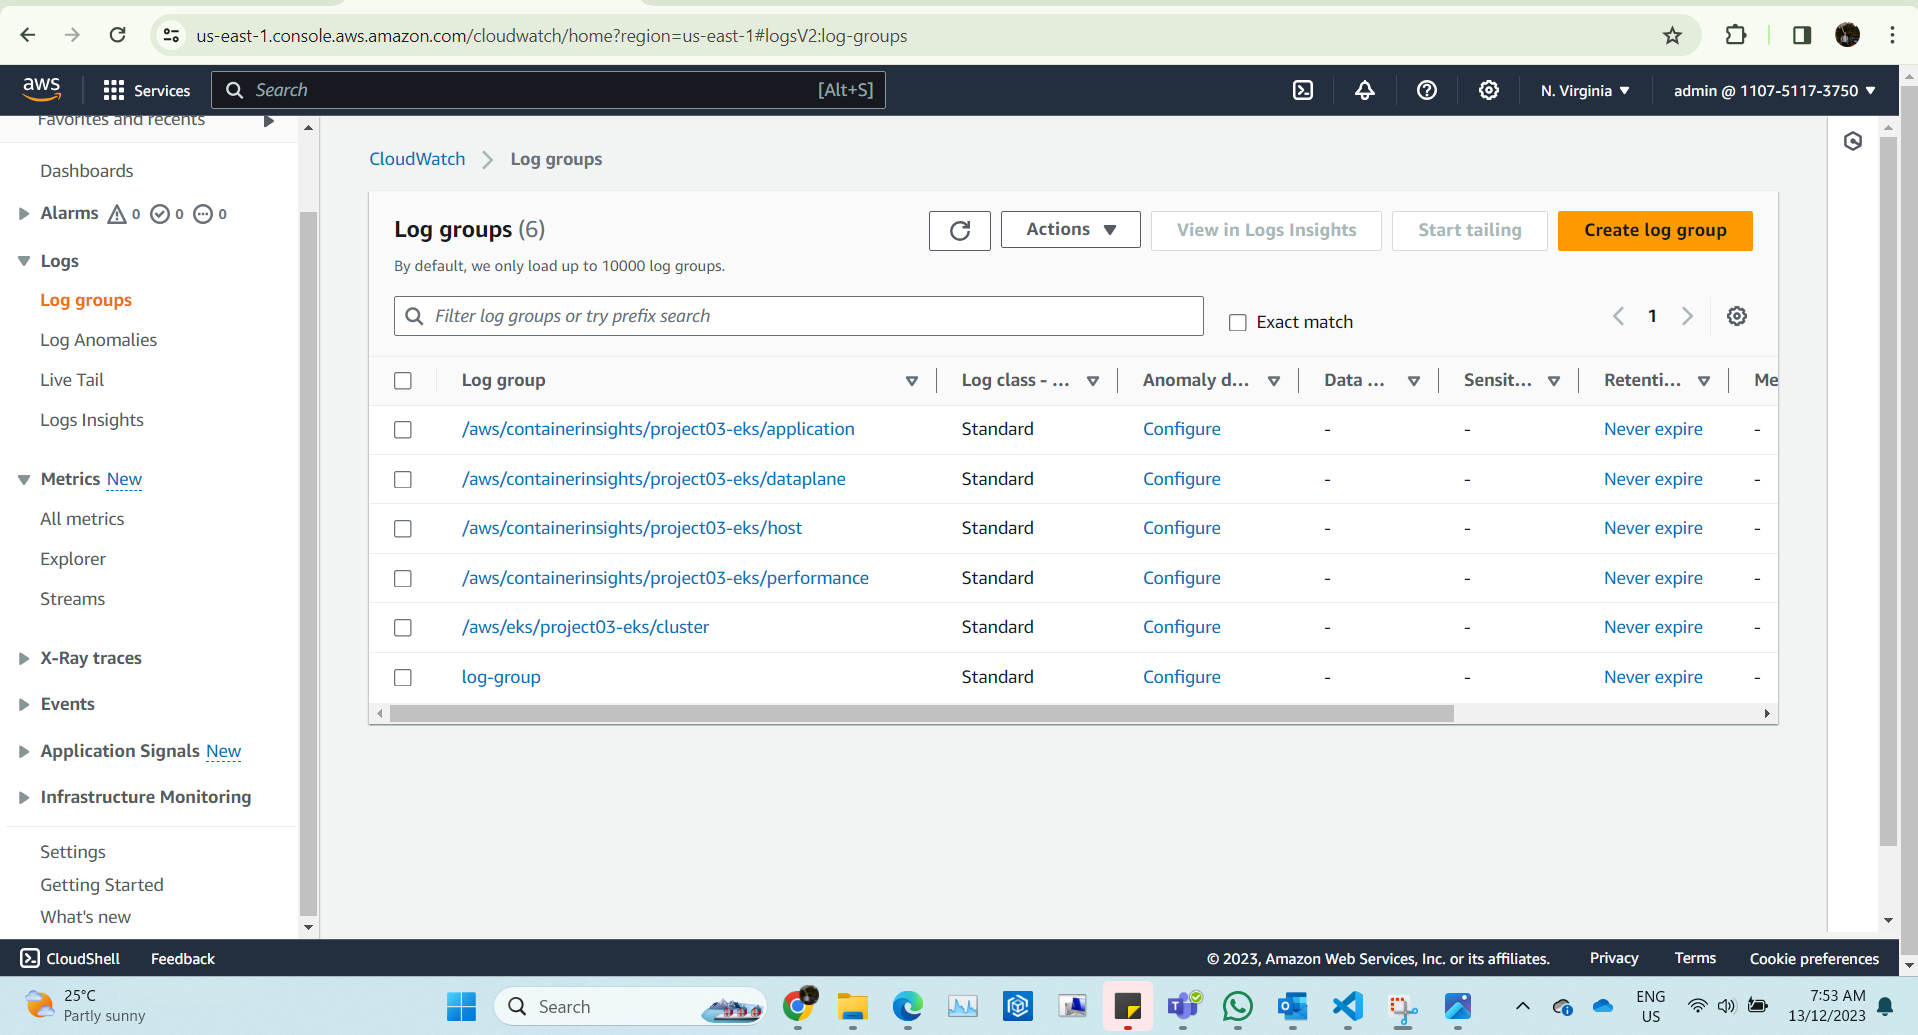 us-east-1.console.aws.amazon.com/cloudwatch/home?region=us-east-1#logsV2:log-groups
aws
Services
Search
[Alt+S]
N. Virginia
admin @ 1107-5117-3750
Favorites and recents
Dashboards
Alarms 0 0 0
Logs
Log groups
Log Anomalies
Live Tail
Logs Insights
Metrics New
All metrics
Explorer
Streams
X-Ray traces
Events
Application Signals New
Infrastructure Monitoring
Settings
Getting Started
What's new
CloudWatch
Log groups
Log groups (6)
By default, we only load up to 10000 log groups.
Actions
View in Logs Insights
Start tailing
Create log group
Filter log groups or try prefix search
Exact match
1
Log group Log class - ... Anomaly d... Data ... Sensit... Retenti... Me
/aws/containerinsights/project03-eks/application Standard Configure - - Never expire -
/aws/containerinsights/project03-eks/dataplane Standard Configure - - Never expire -
/aws/containerinsights/project03-eks/host Standard Configure - - Never expire -
/aws/containerinsights/project03-eks/performance Standard Configure - - Never expire -
/aws/eks/project03-eks/cluster Standard Configure - - Never expire -
log-group Standard Configure - - Never expire -
CloudShell
Feedback
© 2023, Amazon Web Services, Inc. or its affiliates.
Privacy
Terms
Cookie preferences
25°C
Partly sunny
Search
ENG
US
7:53 AM
13/12/2023